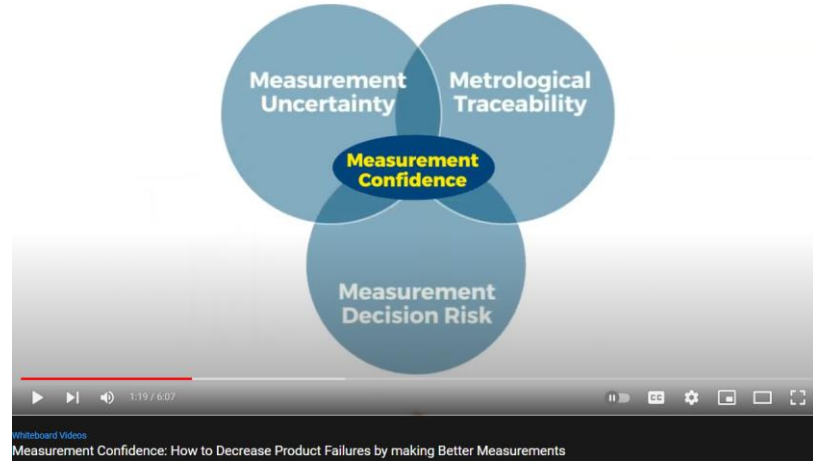 Measurement
Uncertainty
Metrological
Traceability
Measurement
Confidence
Measurement
Decision Risk
1:19 / 6:07
CC
Whiteboard Videos
Measurement Confidence: How to Decrease Product Failures by making Better Measurements